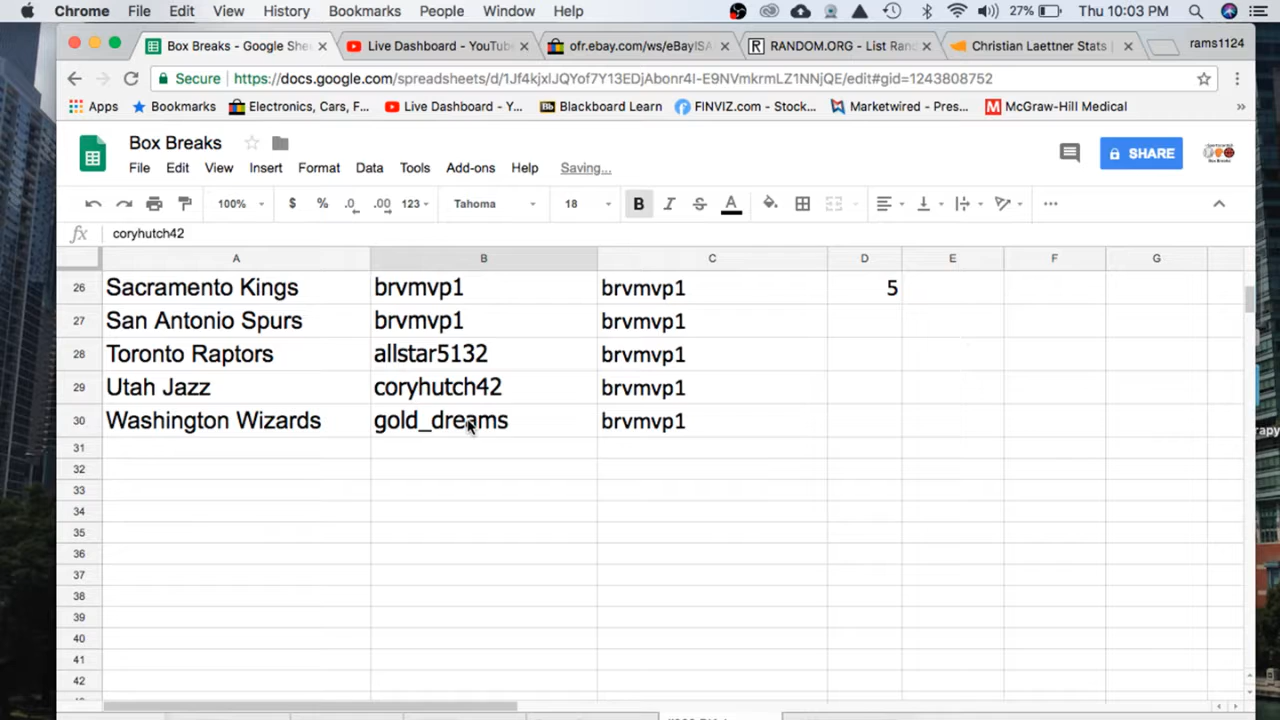 Chrome File Edit View History Bookmarks People Window Help 27% Thu 10:03 PM
Box Breaks - Google She Live Dashboard - YouTub ofr.ebay.com/ws/eBayISA RANDOM.ORG - List Ran Christian Laettner Stats rams1124
Secure https://docs.google.com/spreadsheets/d/1Jf4kjxlJQYof7Y13EDjAbonr4I-E9NVmkrmLZ1NNjQE/edit#gid=1243808752
Apps Bookmarks Electronics, Cars, F... Live Dashboard - Y... Bb Blackboard Learn FINVIZ.com - Stock... Marketwired - Pres... M McGraw-Hill Medical »
Box Breaks
File Edit View Insert Format Data Tools Add-ons Help Saving... SHARE
100% $ % .0 .00 123 Tahoma 18 B I S A
fx coryhutch42
A B C D E F G
26 Sacramento Kings brvmvp1 brvmvp1 5
27 San Antonio Spurs brvmvp1 brvmvp1
28 Toronto Raptors allstar5132 brvmvp1
29 Utah Jazz coryhutch42 brvmvp1
30 Washington Wizards gold_dreams brvmvp1
31
32
33
34
35
36
37
38
39
40
41
42